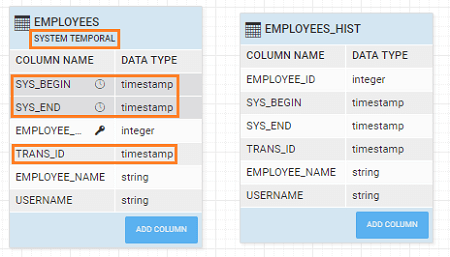 EMPLOYEES
SYSTEM TEMPORAL
COLUMN NAME DATA TYPE
SYS_BEGIN timestamp
SYS_END timestamp
EMPLOYEE_... integer
TRANS_ID timestamp
EMPLOYEE_NAME string
USERNAME string
ADD COLUMN
EMPLOYEES_HIST
COLUMN NAME DATA TYPE
EMPLOYEE_ID integer
SYS_BEGIN timestamp
SYS_END timestamp
TRANS_ID timestamp
EMPLOYEE_NAME string
USERNAME string
ADD COLUMN